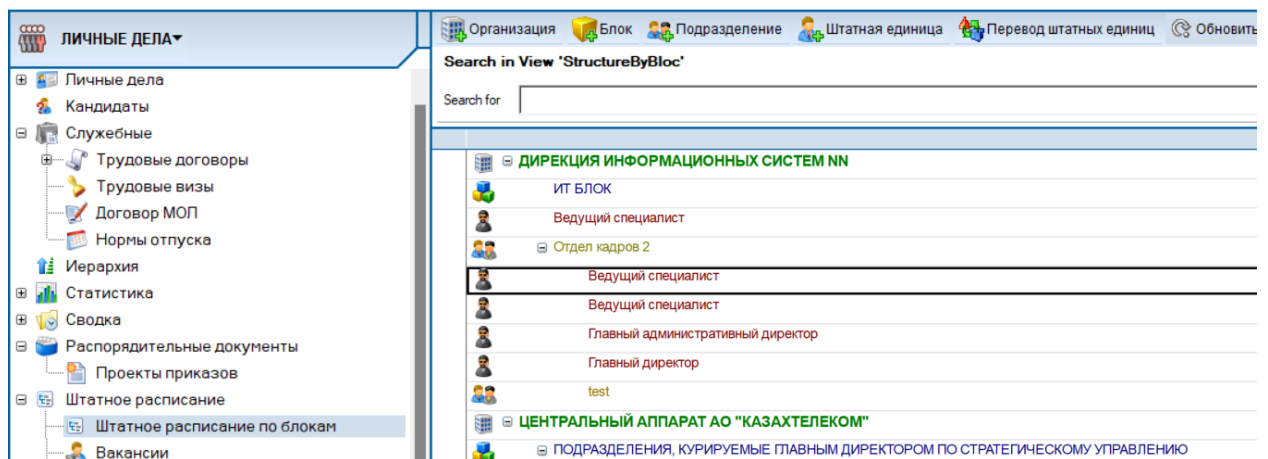 ЛИЧНЫЕ ДЕЛА
Личные дела
Кандидаты
Служебные
Трудовые договоры
Трудовые визы
Договор МОЛ
Нормы отпуска
Иерархия
Статистика
Сводка
Распорядительные документы
Проекты приказов
Штатное расписание
Штатное расписание по блокам
Вакансии
Организация Блок Подразделение Штатная единица Перевод штатных единиц Обновить
Search in View 'StructureByBloc'
Search for
ДИРЕКЦИЯ ИНФОРМАЦИОННЫХ СИСТЕМ NN
ИТ БЛОК
Ведущий специалист
Отдел кадров 2
Ведущий специалист
Ведущий специалист
Главный административный директор
Главный директор
test
ЦЕНТРАЛЬНЫЙ АППАРАТ АО "КАЗАХТЕЛЕКОМ"
ПОДРАЗДЕЛЕНИЯ, КУРИРУЕМЫЕ ГЛАВНЫМ ДИРЕКТОРОМ ПО СТРАТЕГИЧЕСКОМУ УПРАВЛЕНИЮ